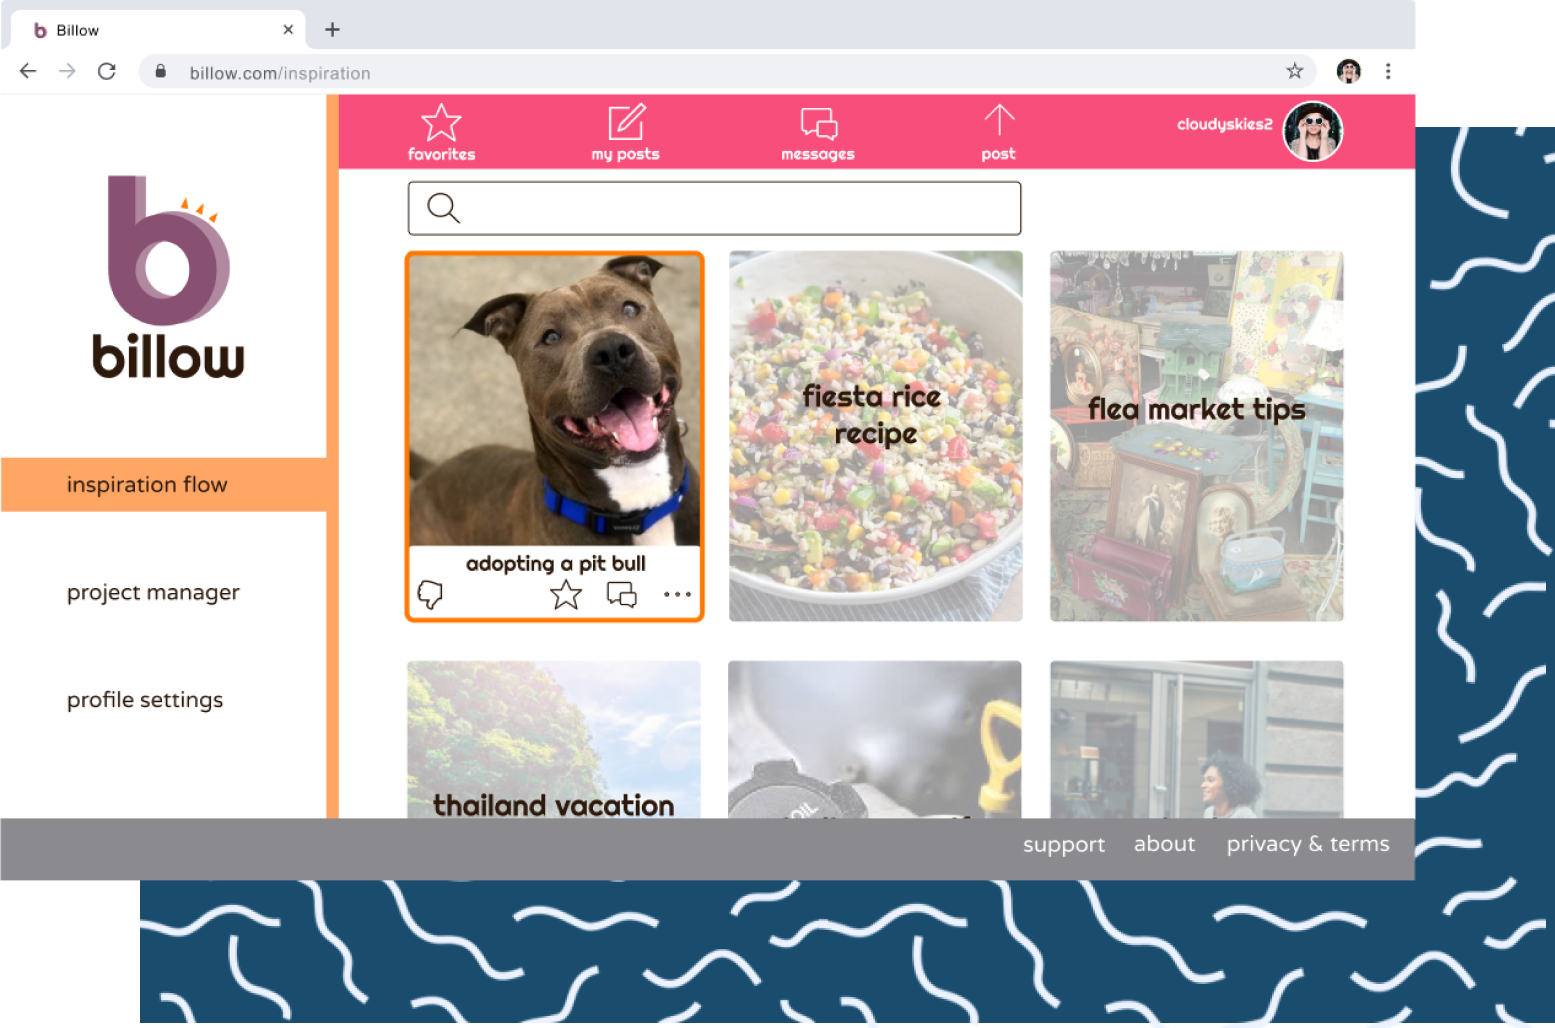 Billow
billow.com/inspiration
favorites
my posts
messages
post
cloudyskies2
b
billow
inspiration flow
project manager
profile settings
adopting a pit bull
fiesta rice
recipe
flea market tips
thailand vacation
support
about
privacy & terms